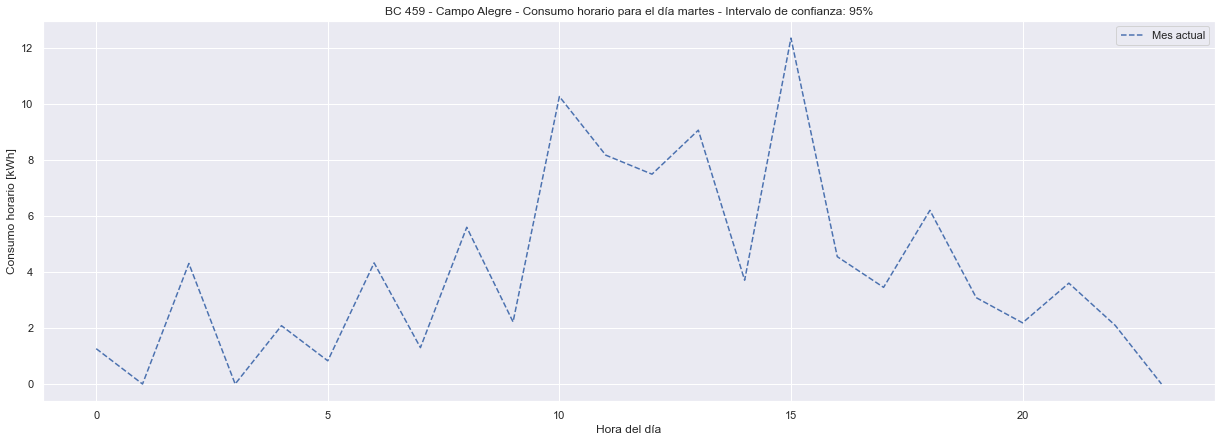 BC 459 - Campo Alegre - Consumo horario para el día martes - Intervalo de confianza: 95%
Mes actual
Consumo horario [kWh]
12
10
8
6
4
2
0
0 5 10 15 20
Hora del día